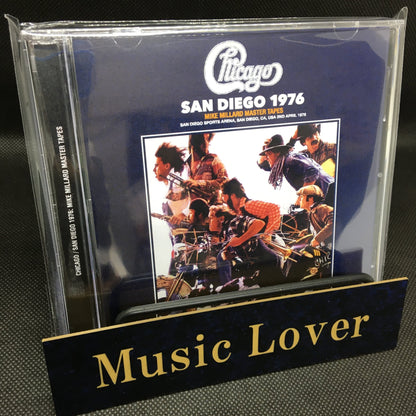 Chicago
SAN DIEGO 1976
MIKE MILLARD MASTER TAPES
SAN DIEGO SPORTS ARENA, SAN DIEGO, CA, USA 2ND APRIL 1976
CHICAGO / SAN DIEGO 1976: MIKE MILLARD MASTER TAPES
Music Lover